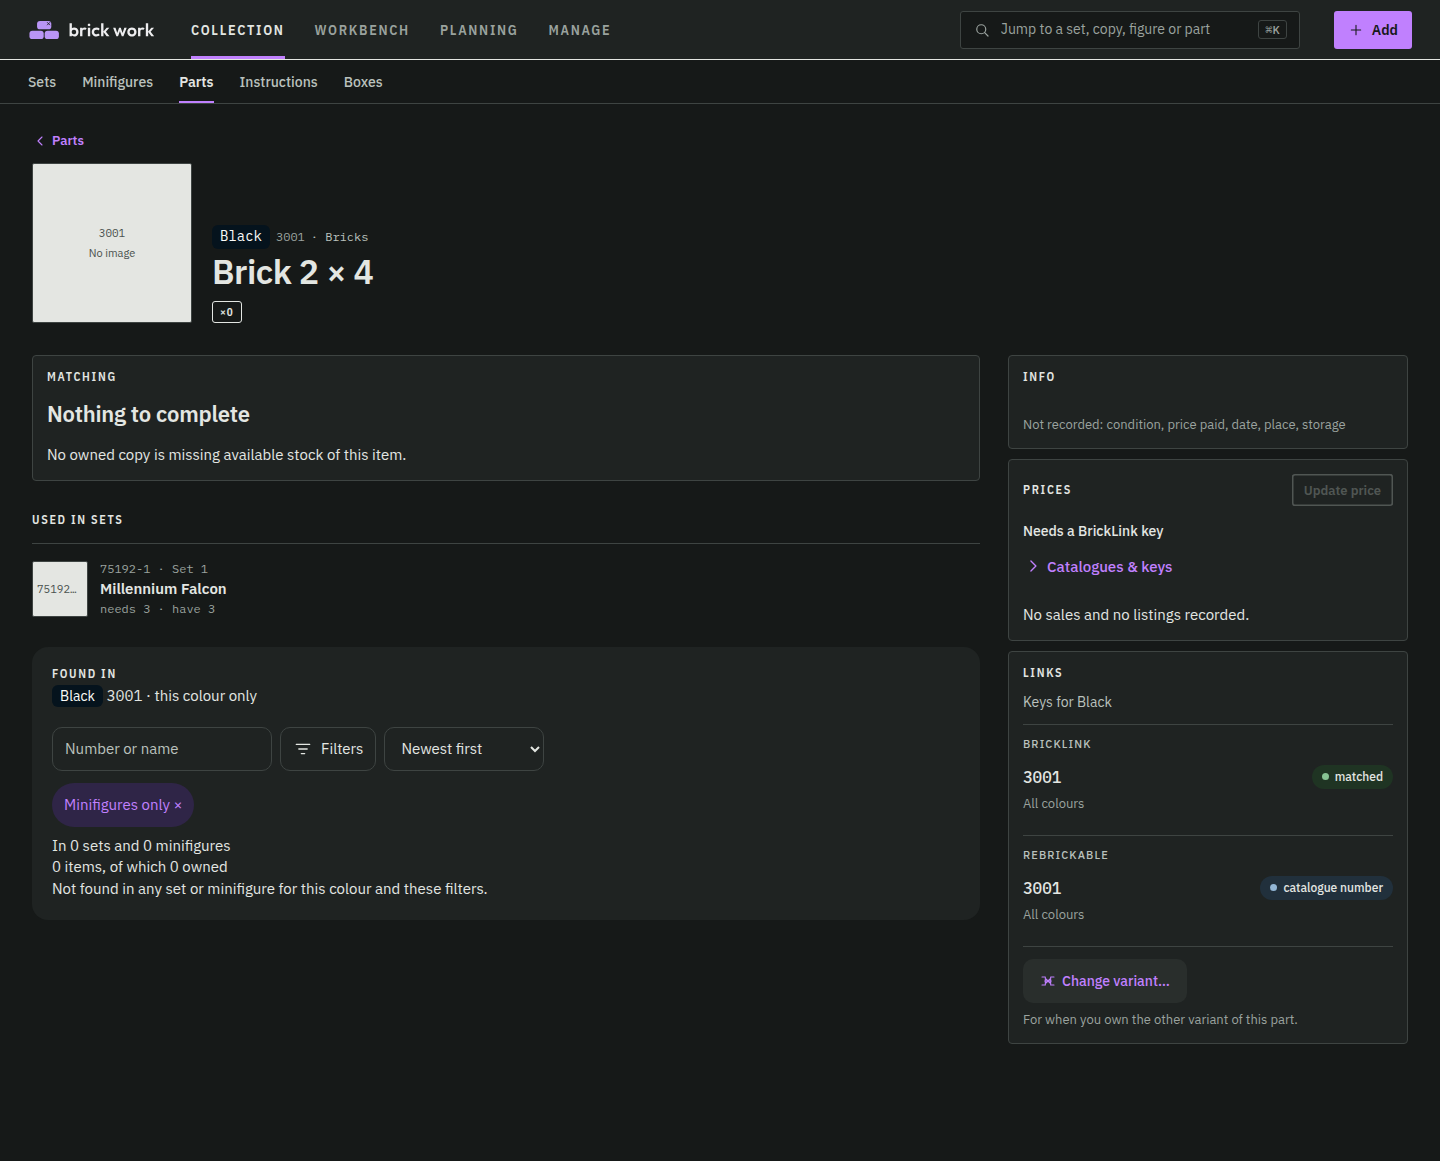 brick work
COLLECTION
WORKBENCH
PLANNING
MANAGE
Jump to a set, copy, figure or part
⌘K
+ Add
Sets
Minifigures
Parts
Instructions
Boxes
Parts
3001
No image
Black 3001 · Bricks
Brick 2 × 4
×0
MATCHING
Nothing to complete
No owned copy is missing available stock of this item.
USED IN SETS
75192…
75192-1 · Set 1
Millennium Falcon
needs 3 · have 3
FOUND IN
Black 3001 · this colour only
Number or name
Filters
Newest first
Minifigures only ×
In 0 sets and 0 minifigures
0 items, of which 0 owned
Not found in any set or minifigure for this colour and these filters.
INFO
Not recorded: condition, price paid, date, place, storage
PRICES
Update price
Needs a BrickLink key
Catalogues & keys
No sales and no listings recorded.
LINKS
Keys for Black
BRICKLINK
3001
matched
All colours
REBRICKABLE
3001
catalogue number
All colours
Change variant…
For when you own the other variant of this part.